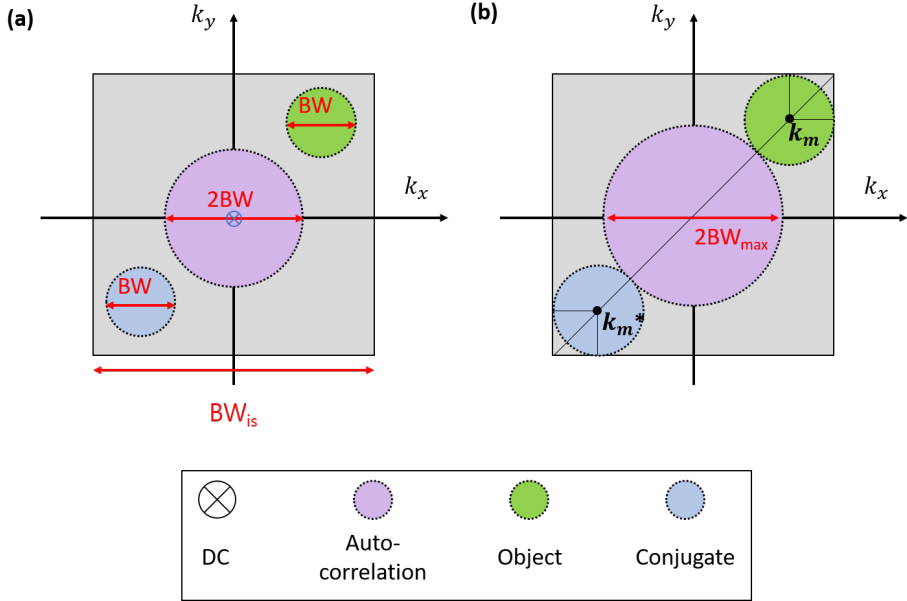 (a)
k_y
BW
k_x
2BW
BW
BW_is
(b)
k_y
k_m
k_x
2BW_max
k_m*
DC
Auto-
correlation
Object
Conjugate